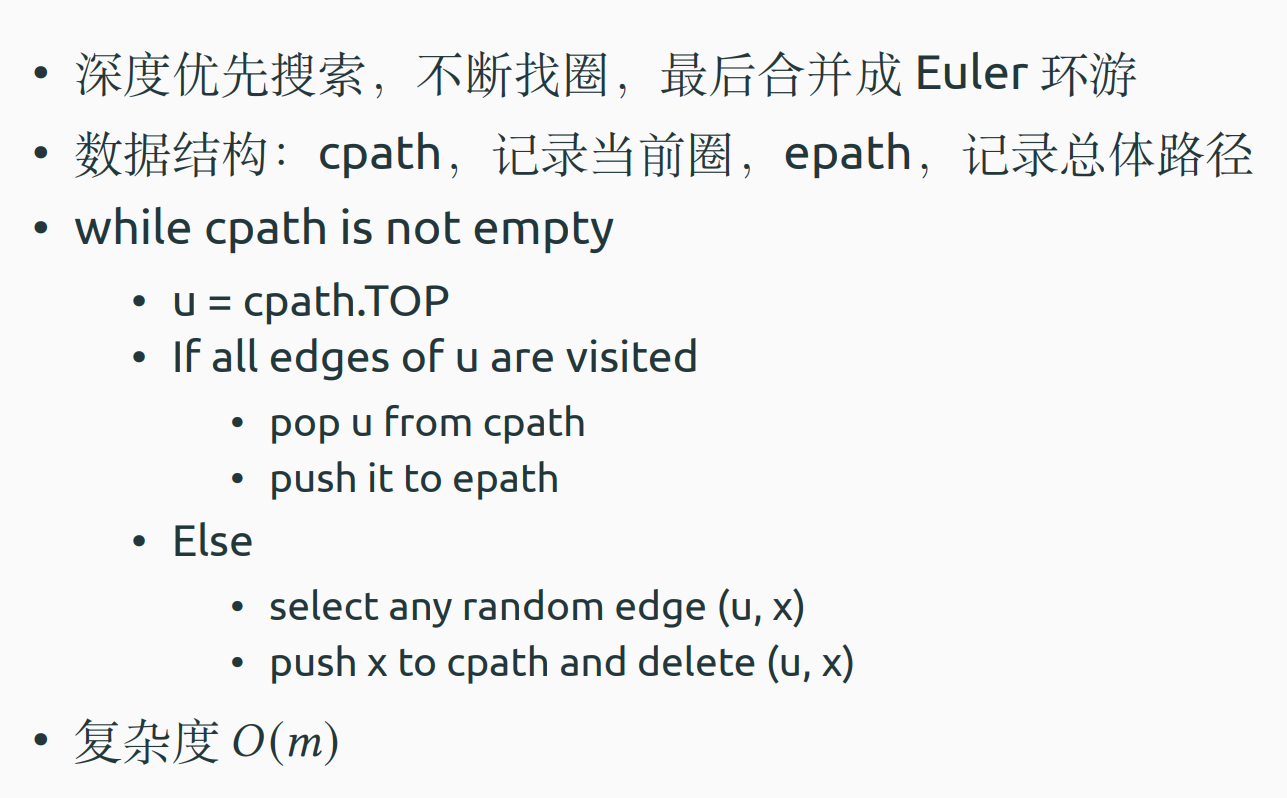 • 深度优先搜索，不断找圈，最后合并成 Euler 环游
• 数据结构：cpath，记录当前圈，epath，记录总体路径
• while cpath is not empty
• u = cpath.TOP
• If all edges of u are visited
• pop u from cpath
• push it to epath
• Else
• select any random edge (u, x)
• push x to cpath and delete (u, x)
• 复杂度 O(m)